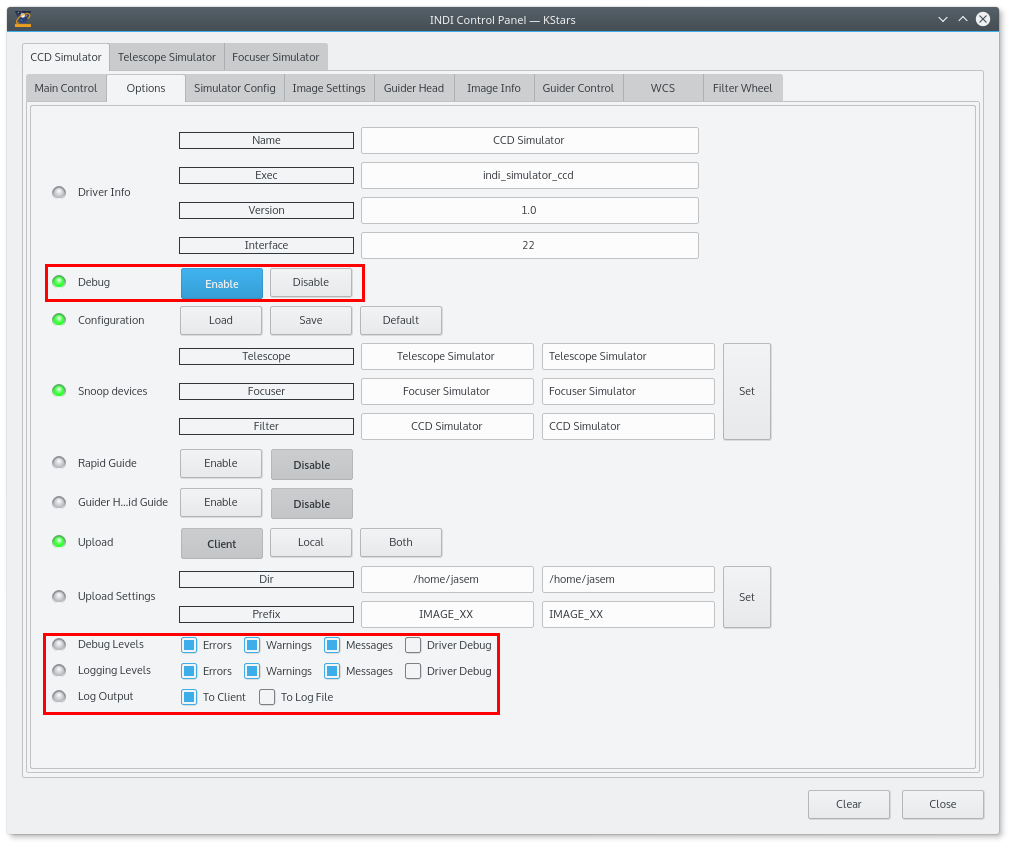 INDI Control Panel — KStars
CCD Simulator Telescope Simulator Focuser Simulator
Main Control Options Simulator Config Image Settings Guider Head Image Info Guider Control WCS Filter Wheel
Driver Info
Name CCD Simulator
Exec indi_simulator_ccd
Version 1.0
Interface 22
Debug Enable Disable
Configuration Load Save Default
Snoop devices
Telescope Telescope Simulator Telescope Simulator
Focuser Focuser Simulator Focuser Simulator
Filter CCD Simulator CCD Simulator
Set
Rapid Guide Enable Disable
Guider H...id Guide Enable Disable
Upload Client Local Both
Upload Settings
Dir /home/jasem /home/jasem
Prefix IMAGE_XX IMAGE_XX
Set
Debug Levels Errors Warnings Messages Driver Debug
Logging Levels Errors Warnings Messages Driver Debug
Log Output To Client To Log File
Clear Close